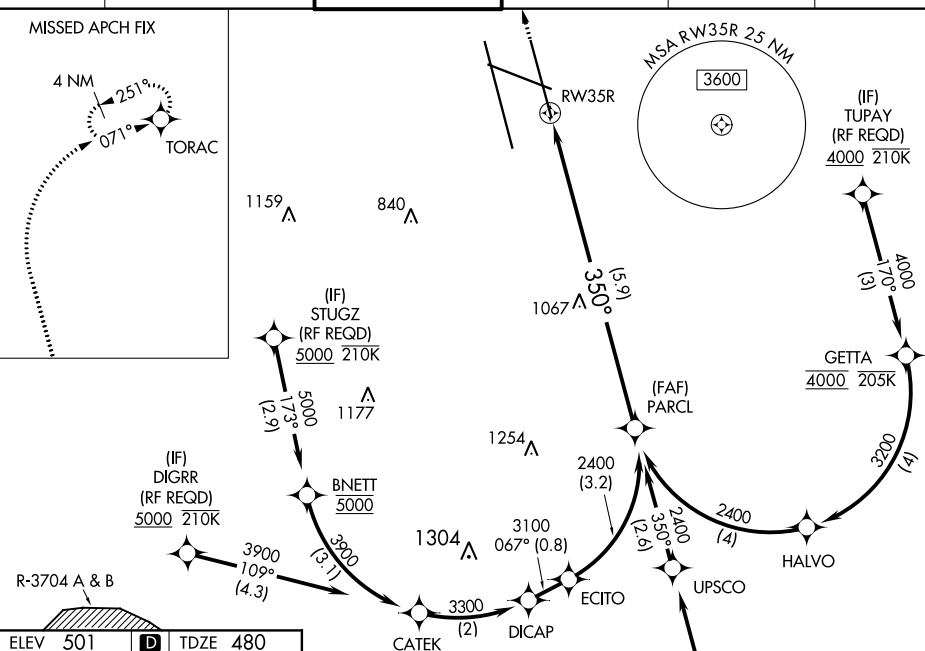 MISSED APCH FIX
4 NM
251°
071°
TORAC
RW35R
MSA RW35R 25 NM
3600
(IF)
TUPAY
(RF REQD)
4000 210K
4000
170°
(3)
GETTA
4000 205K
3200
(4)
1159
840
1067
350°
(5.9)
(IF)
STUGZ
(RF REQD)
5000 210K
5000
173°
(2.9)
1177
(FAF)
PARCL
1254
2400
(3.2)
BNETT
5000
(IF)
DIGRR
(RF REQD)
5000 210K
3900
109°
(4.3)
3900
(3.1)
1304
3100
067° (0.8)
2400
350°
(2.6)
2400
(4)
HALVO
UPSCO
ECITO
3300
(2)
DICAP
CATEK
R-3704 A & B
ELEV 501 D TDZE 480